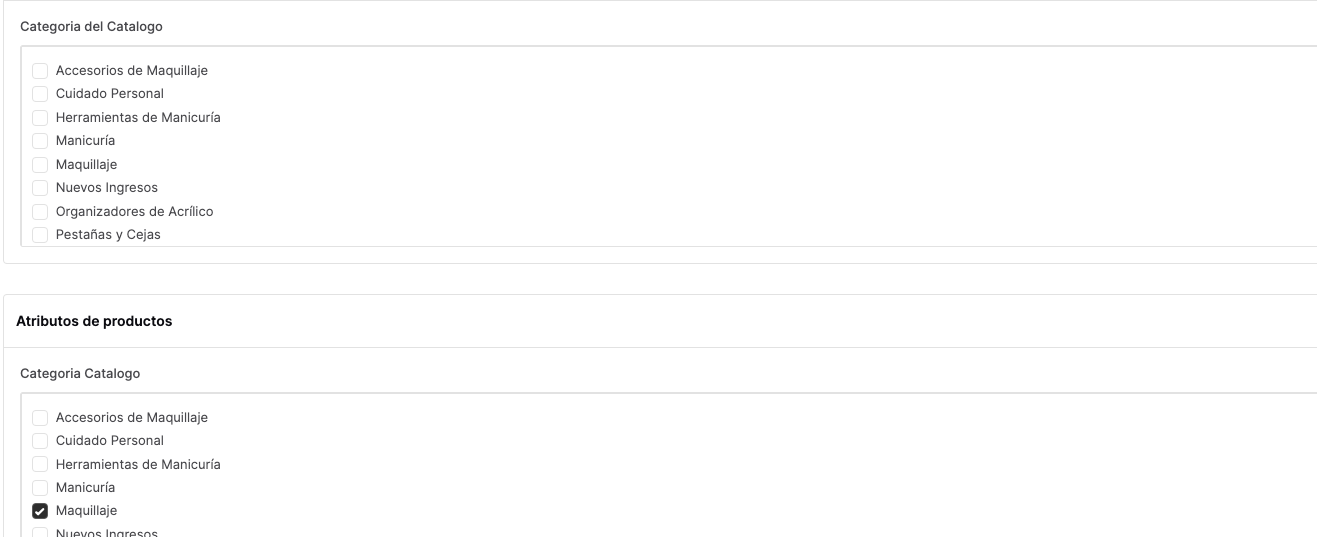 Categoria del Catalogo
Accesorios de Maquillaje
Cuidado Personal
Herramientas de Manicuría
Manicuría
Maquillaje
Nuevos Ingresos
Organizadores de Acrílico
Pestañas y Cejas
Atributos de productos
Categoria Catalogo
Accesorios de Maquillaje
Cuidado Personal
Herramientas de Manicuría
Manicuría
Maquillaje
Nuevos Ingresos